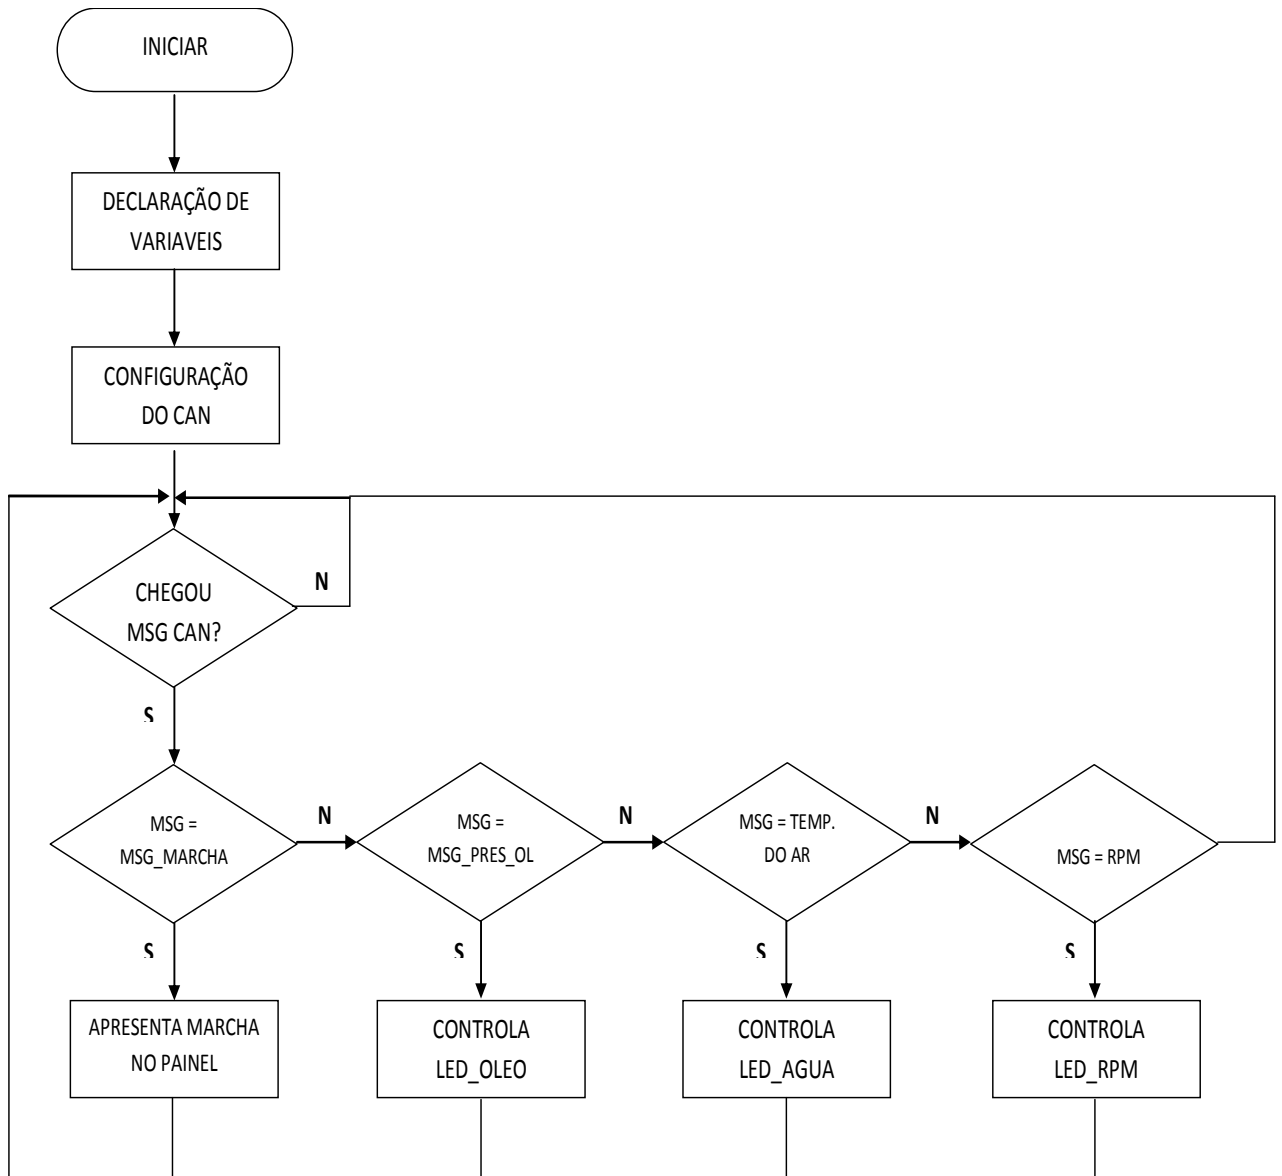 INICIAR
DECLARAÇÃO DE
VARIAVEIS
CONFIGURAÇÃO
DO CAN
CHEGOU
MSG CAN?
N
S
MSG =
MSG_MARCHA
N
MSG =
MSG_PRES_OL
N
MSG = TEMP.
DO AR
N
MSG = RPM
S
S
S
S
APRESENTA MARCHA
NO PAINEL
CONTROLA
LED_OLEO
CONTROLA
LED_AGUA
CONTROLA
LED_RPM